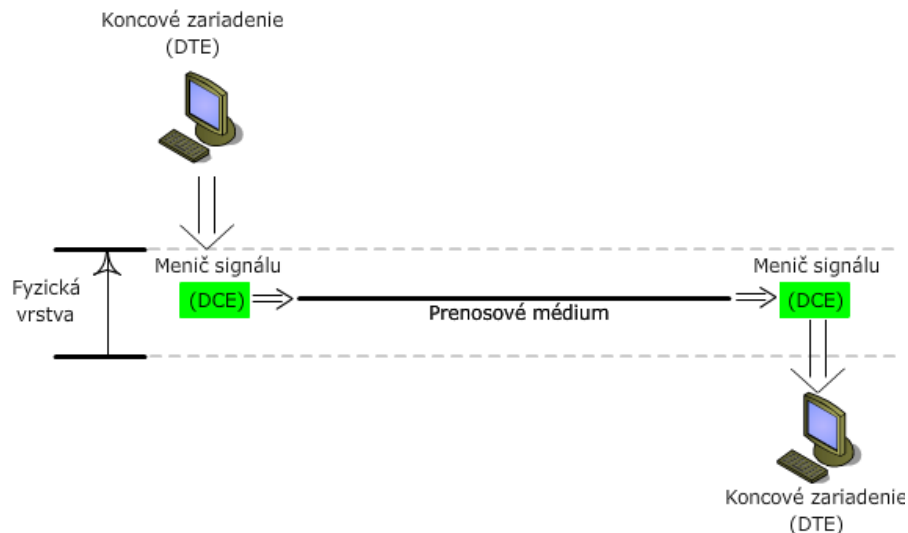 Koncové zariadenie
(DTE)
Menič signálu
Menič signálu
Fyzická
vrstva
(DCE)
(DCE)
Prenosové médium
Koncové zariadenie
(DTE)